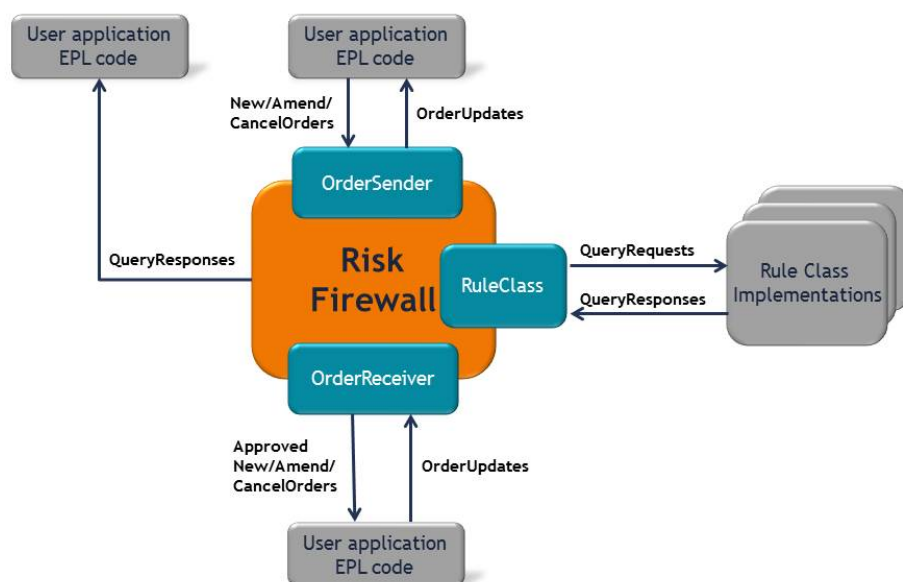 User application
EPL code
User application
EPL code
New/Amend/
CancelOrders
OrderUpdates
OrderSender
QueryResponses
Risk
Firewall
RuleClass
QueryRequests
QueryResponses
Rule Class
Implementations
OrderReceiver
Approved
New/Amend/
CancelOrders
OrderUpdates
User application
EPL code